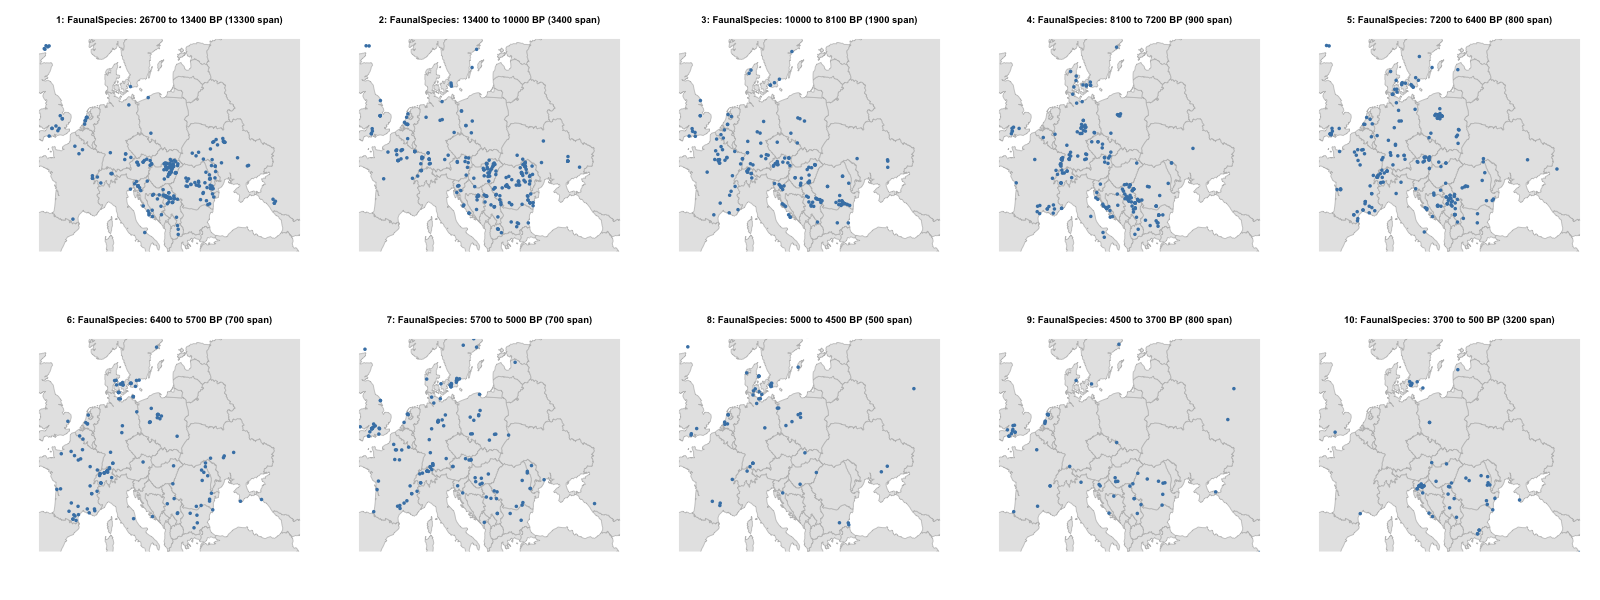 1: FaunalSpecies: 26700 to 13400 BP (13300 span)
2: FaunalSpecies: 13400 to 10000 BP (3400 span)
3: FaunalSpecies: 10000 to 8100 BP (1900 span)
4: FaunalSpecies: 8100 to 7200 BP (900 span)
5: FaunalSpecies: 7200 to 6400 BP (800 span)
6: FaunalSpecies: 6400 to 5700 BP (700 span)
7: FaunalSpecies: 5700 to 5000 BP (700 span)
8: FaunalSpecies: 5000 to 4500 BP (500 span)
9: FaunalSpecies: 4500 to 3700 BP (800 span)
10: FaunalSpecies: 3700 to 500 BP (3200 span)